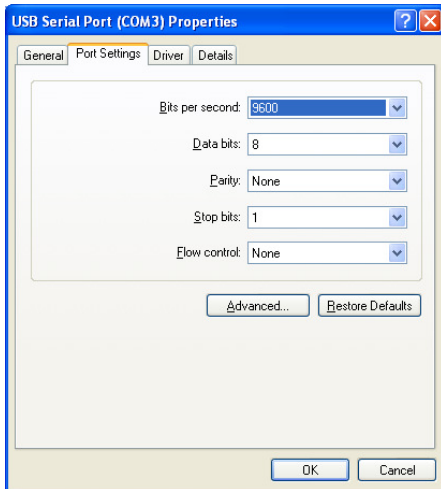 USB Serial Port (COM3) Properties
General Port Settings Driver Details
Bits per second: 9600
Data bits: 8
Parity: None
Stop bits: 1
Flow control: None
Advanced... Restore Defaults
OK Cancel